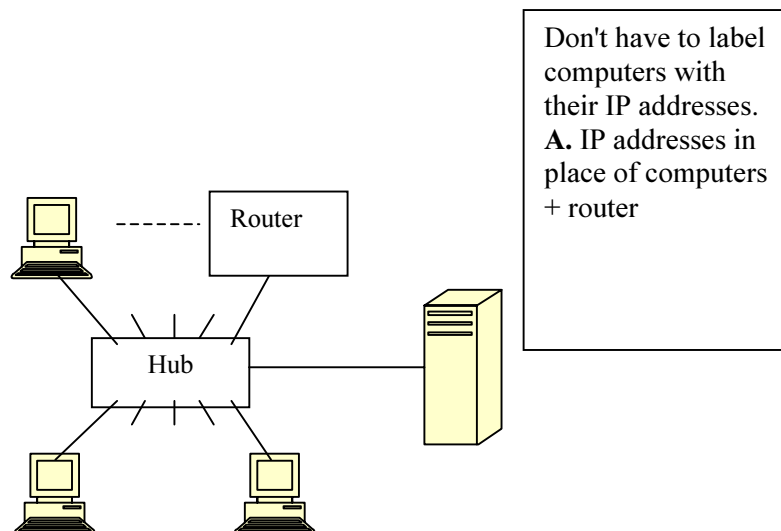 Don't have to label
computers with
their IP addresses.
A. IP addresses in
place of computers
+ router
Router
Hub